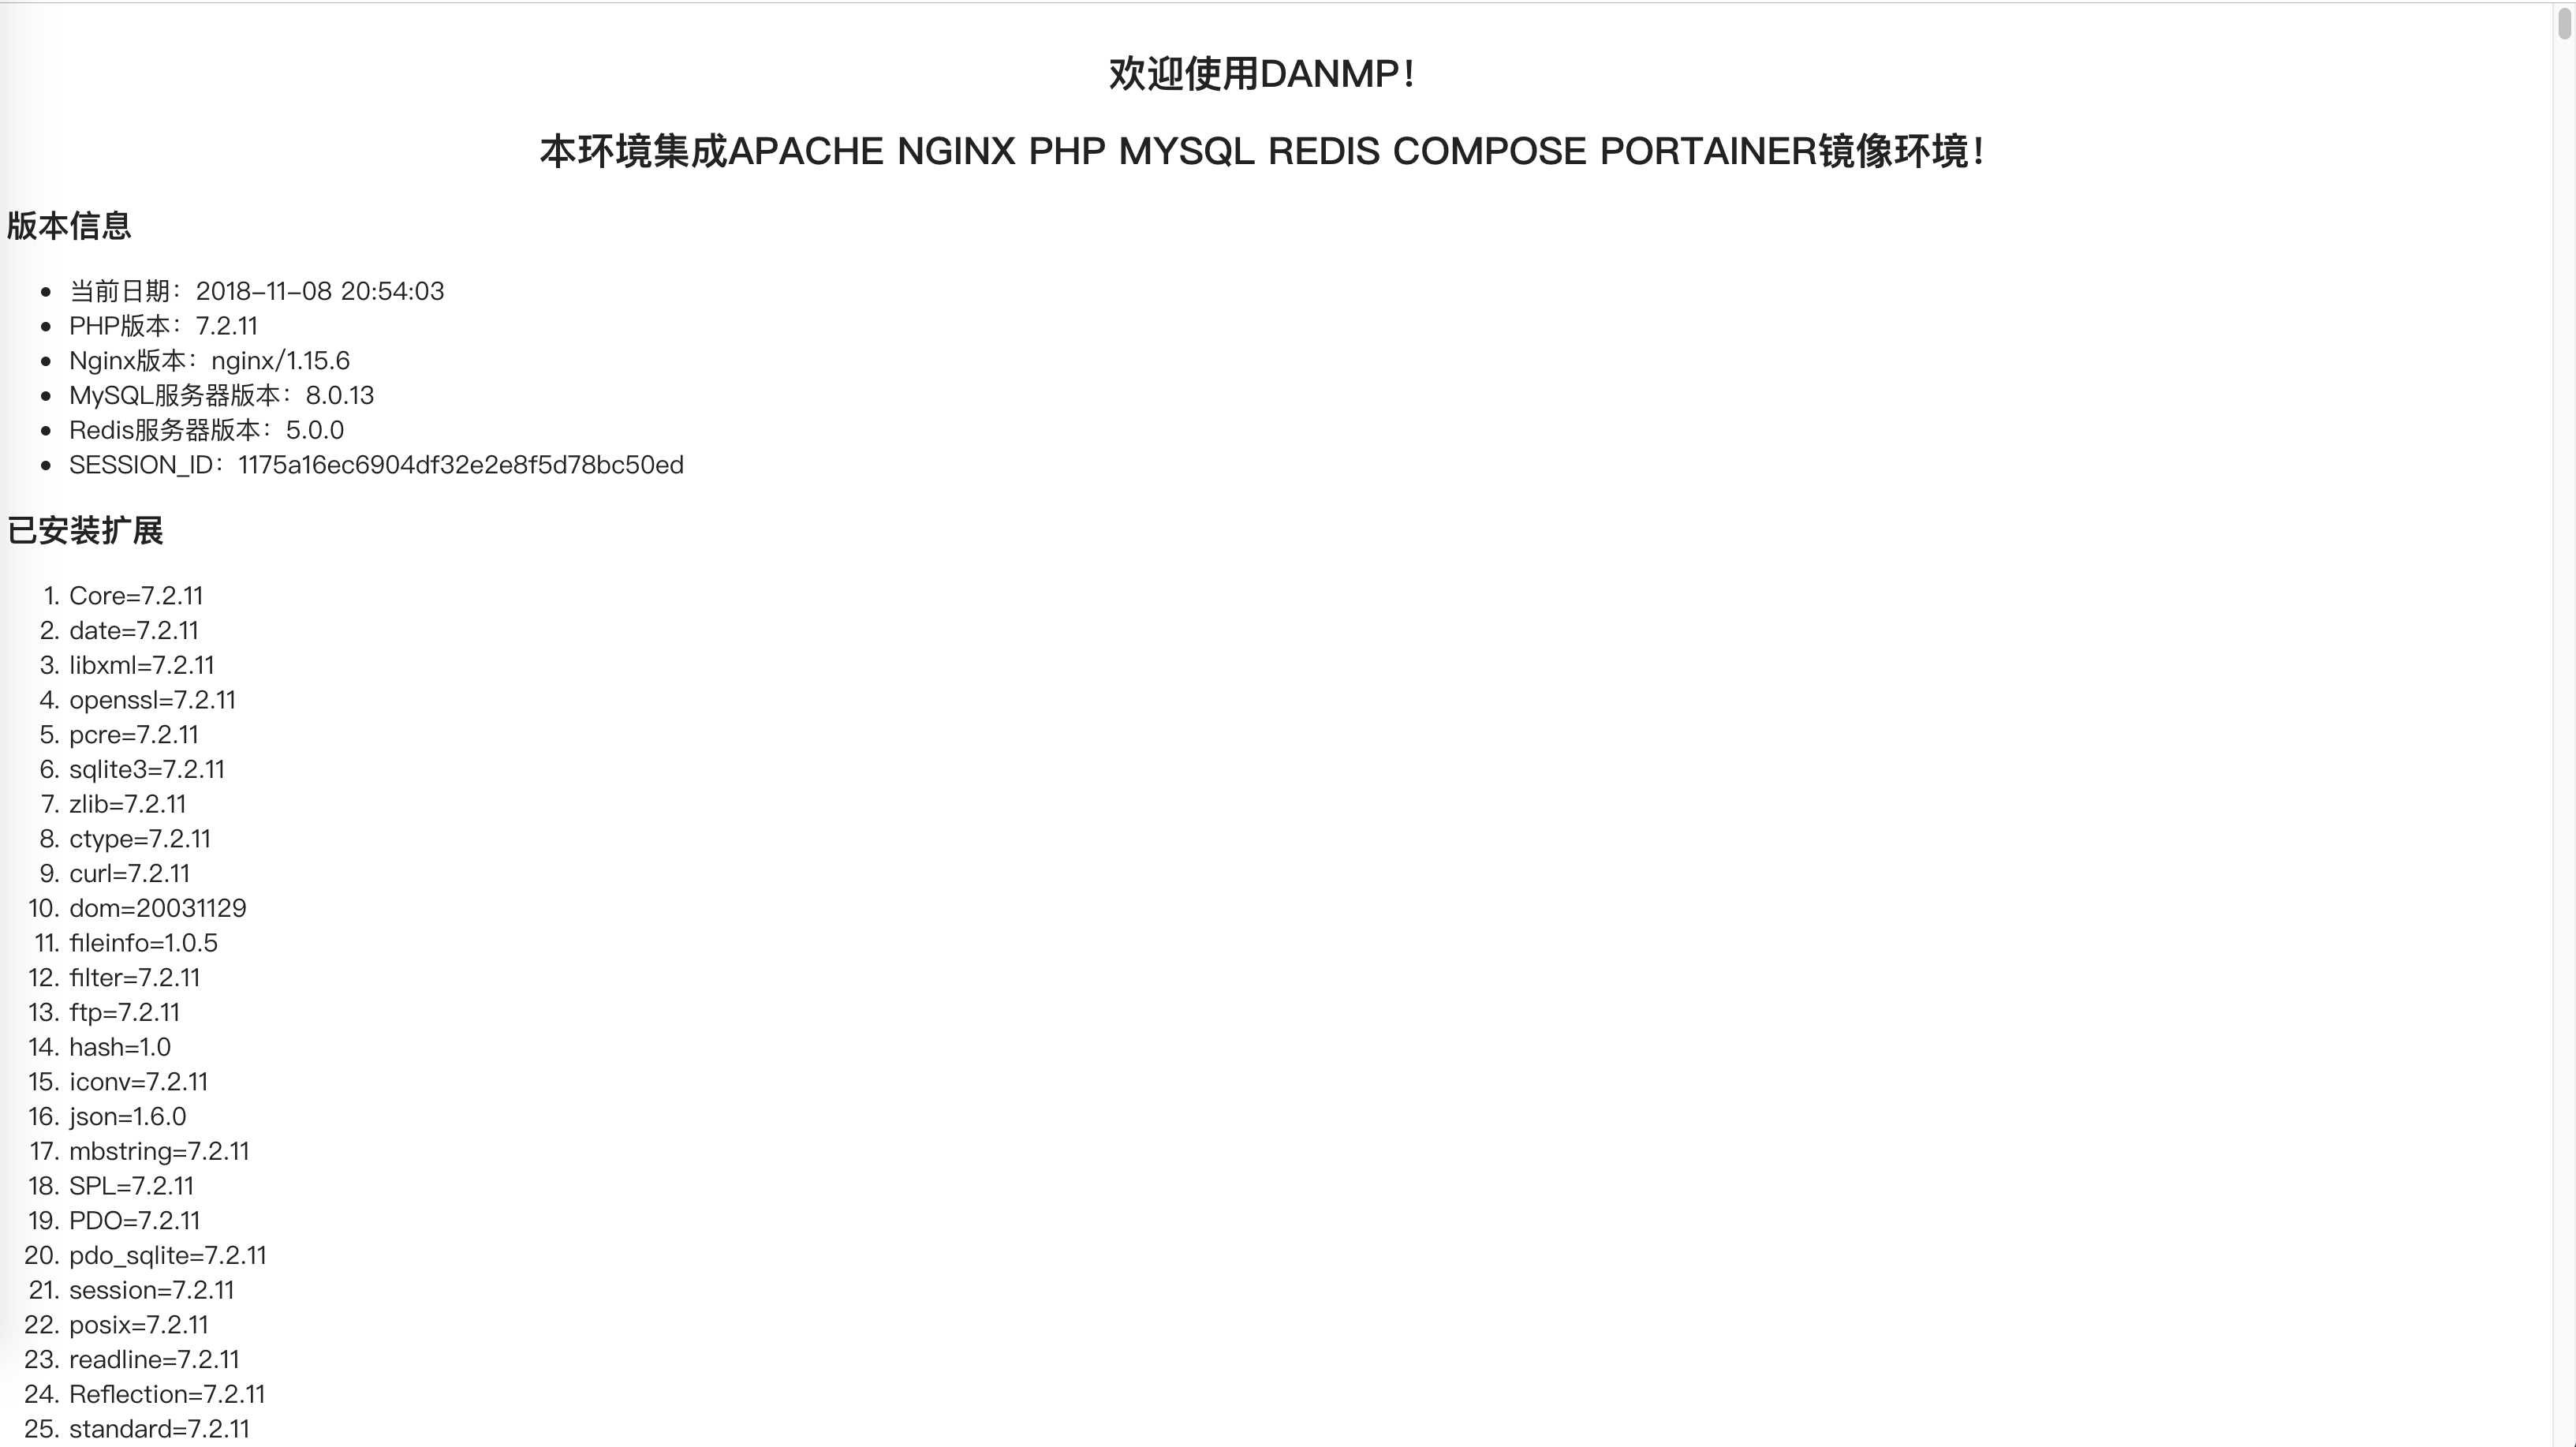 欢迎使用DANMP！
本环境集成APACHE NGINX PHP MYSQL REDIS COMPOSE PORTAINER镜像环境！
版本信息
• 当前日期：2018-11-08 20:54:03
• PHP版本：7.2.11
• Nginx版本：nginx/1.15.6
• MySQL服务器版本：8.0.13
• Redis服务器版本：5.0.0
• SESSION_ID：1175a16ec6904df32e2e8f5d78bc50ed
已安装扩展
1. Core=7.2.11
2. date=7.2.11
3. libxml=7.2.11
4. openssl=7.2.11
5. pcre=7.2.11
6. sqlite3=7.2.11
7. zlib=7.2.11
8. ctype=7.2.11
9. curl=7.2.11
10. dom=20031129
11. fileinfo=1.0.5
12. filter=7.2.11
13. ftp=7.2.11
14. hash=1.0
15. iconv=7.2.11
16. json=1.6.0
17. mbstring=7.2.11
18. SPL=7.2.11
19. PDO=7.2.11
20. pdo_sqlite=7.2.11
21. session=7.2.11
22. posix=7.2.11
23. readline=7.2.11
24. Reflection=7.2.11
25. standard=7.2.11